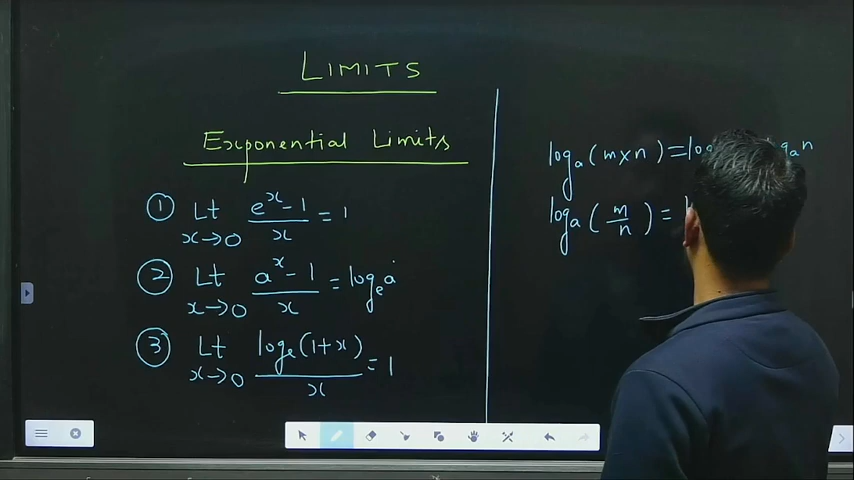 LIMITS
Exponential Limits
① Lt x→0 (e^x - 1)/x = 1
② Lt x→0 (a^x - 1)/x = log_e a
③ Lt x→0 log_e(1+x)/x = 1
log_a (m×n) = log_a n
log_a (m/n) =